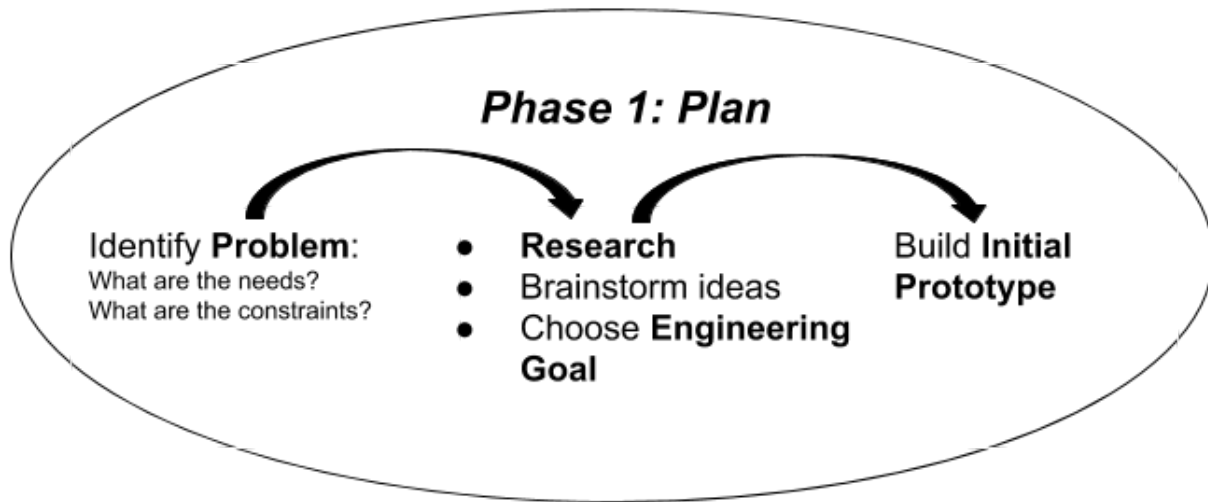 Phase 1: Plan
Identify Problem:
What are the needs?
What are the constraints?
● Research
● Brainstorm ideas
● Choose Engineering
Goal
Build Initial
Prototype